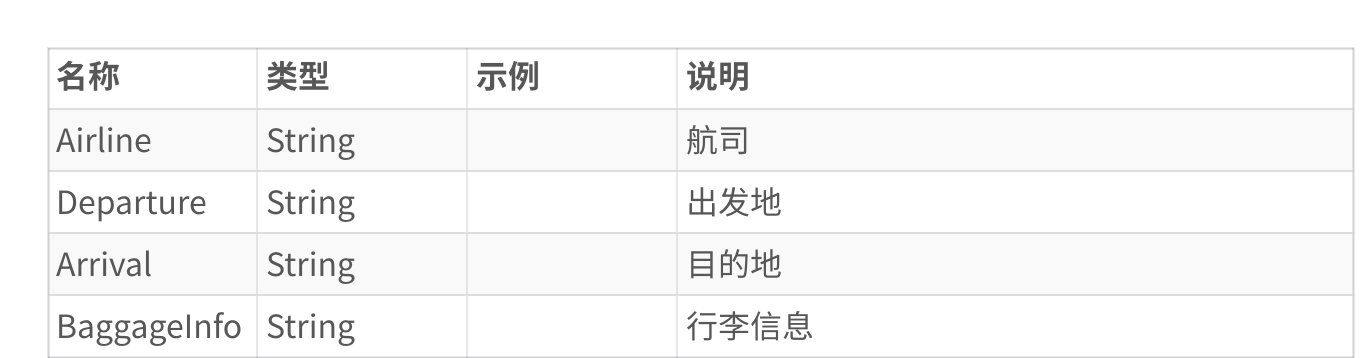 名称 类型 示例 说明
Airline String 航司
Departure String 出发地
Arrival String 目的地
BaggageInfo String 行李信息